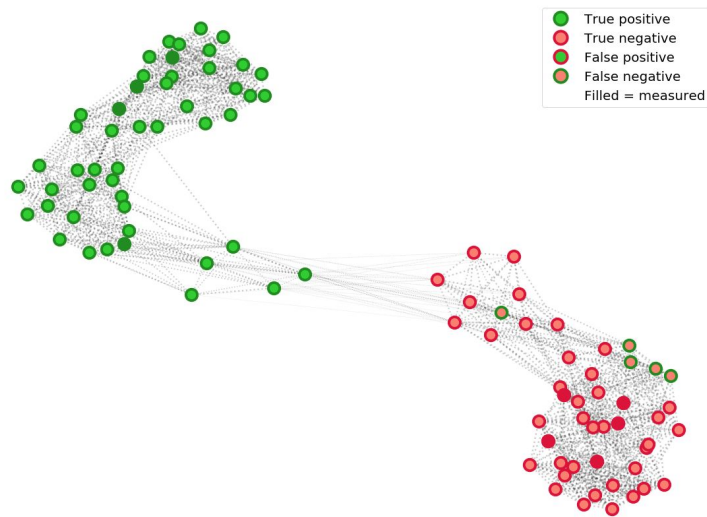 True positive
True negative
False positive
False negative
Filled = measured